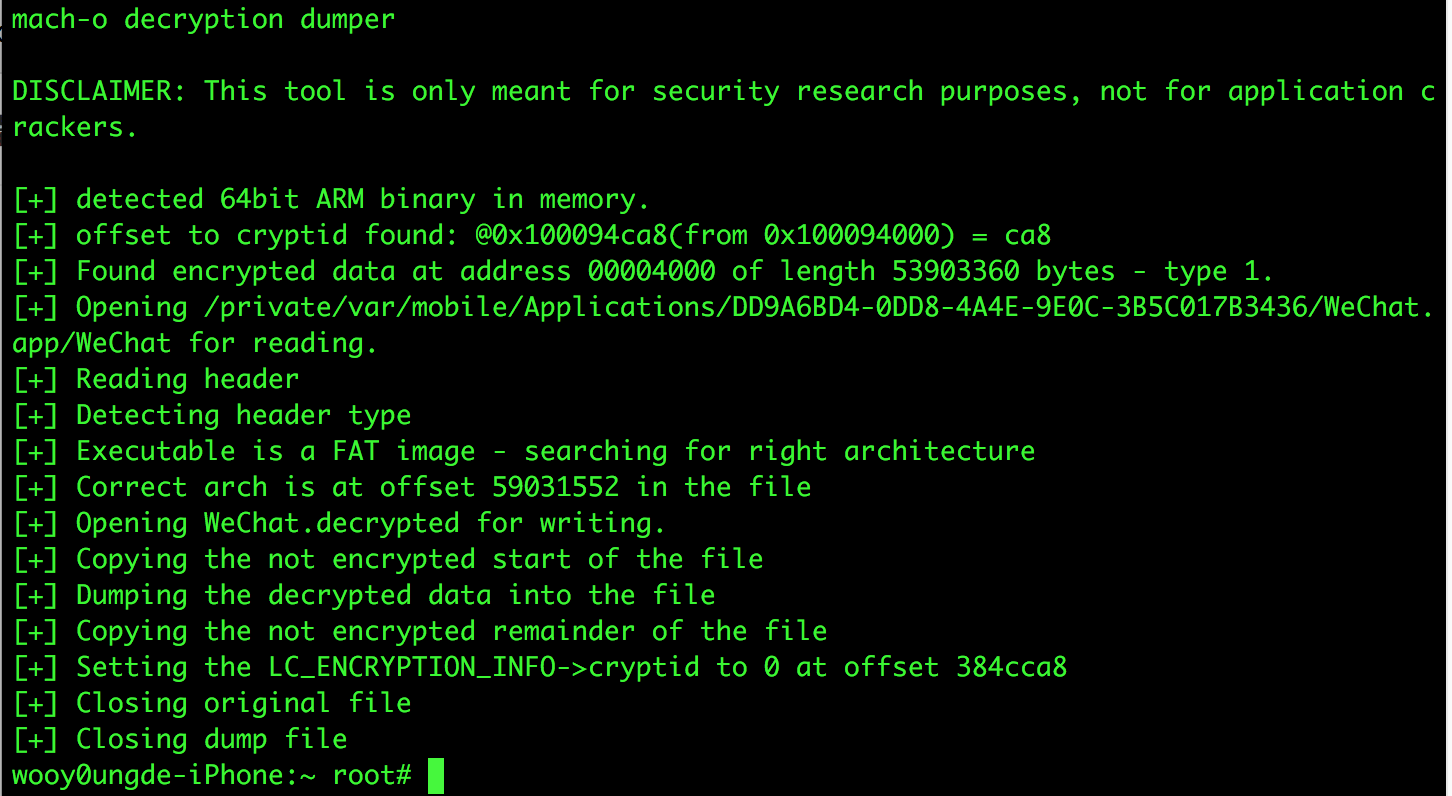 mach-o decryption dumper
DISCLAIMER: This tool is only meant for security research purposes, not for application c
rackers.
[+] detected 64bit ARM binary in memory.
[+] offset to cryptid found: @0x100094ca8(from 0x100094000) = ca8
[+] Found encrypted data at address 00004000 of length 53903360 bytes - type 1.
[+] Opening /private/var/mobile/Applications/DD9A6BD4-0DD8-4A4E-9E0C-3B5C017B3436/WeChat.
app/WeChat for reading.
[+] Reading header
[+] Detecting header type
[+] Executable is a FAT image - searching for right architecture
[+] Correct arch is at offset 59031552 in the file
[+] Opening WeChat.decrypted for writing.
[+] Copying the not encrypted start of the file
[+] Dumping the decrypted data into the file
[+] Copying the not encrypted remainder of the file
[+] Setting the LC_ENCRYPTION_INFO->cryptid to 0 at offset 384cca8
[+] Closing original file
[+] Closing dump file
wooy0ungde-iPhone:~ root#